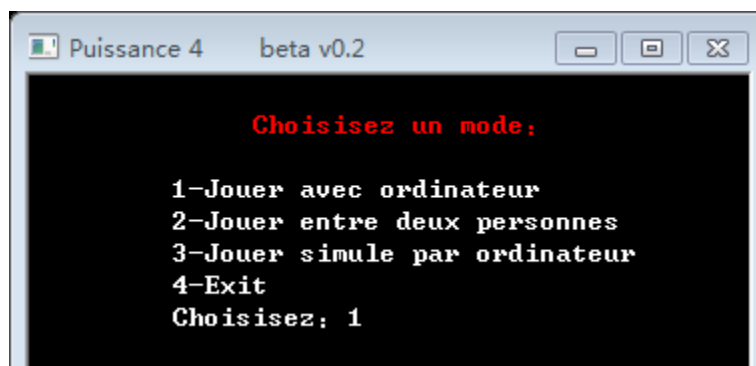 Puissance 4 beta v0.2
Choisisez un mode：
1-Jouer avec ordinateur
2-Jouer entre deux personnes
3-Jouer simule par ordinateur
4-Exit
Choisisez：1